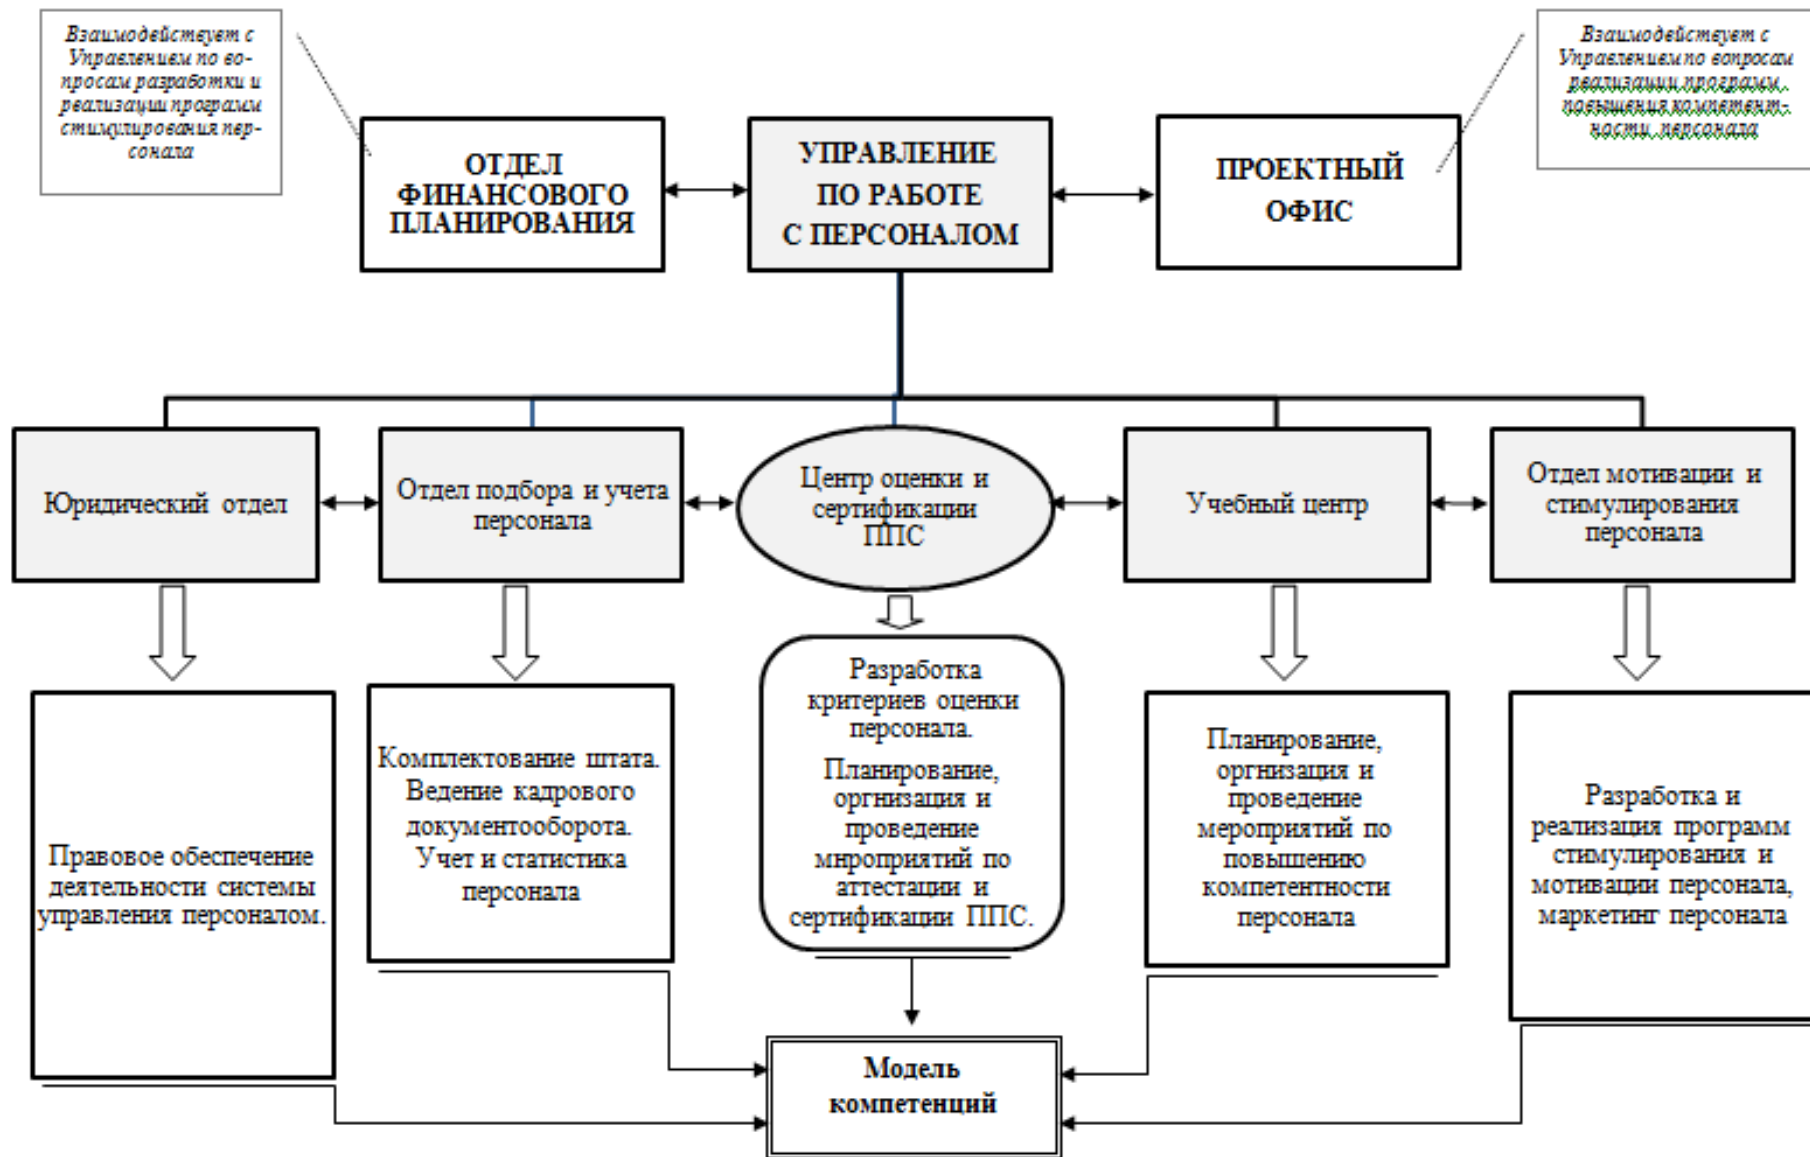 Взаимодействует с
Управлением по во-
просам разработки и
реализации программ
стимулирования пер-
сонала
Взаимодействует с
Управлением по вопросам
реализации программ
повышения компетент-
ности персонала
ОТДЕЛ
ФИНАНСОВОГО
ПЛАНИРОВАНИЯ
УПРАВЛЕНИЕ
ПО РАБОТЕ
С ПЕРСОНАЛОМ
ПРОЕКТНЫЙ
ОФИС
Юридический отдел
Отдел подбора и учета
персонала
Центр оценки и
сертификации
ППС
Учебный центр
Отдел мотивации и
стимулирования
персонала
Правовое обеспечение
деятельности системы
управления персоналом.
Комплектование штата.
Ведение кадрового
документооборота.
Учет и статистика
персонала
Разработка
критериев оценки
персонала.
Планирование,
оргнизация и
проведение
мнроприятий по
аттестации и
сертификации ППС.
Планирование,
оргнизация и
проведение
мероприятий по
повышению
компетентности
персонала
Разработка и
реализация программ
стимулирования и
мотивации персонала,
маркетинг персонала
Модель
компетенций